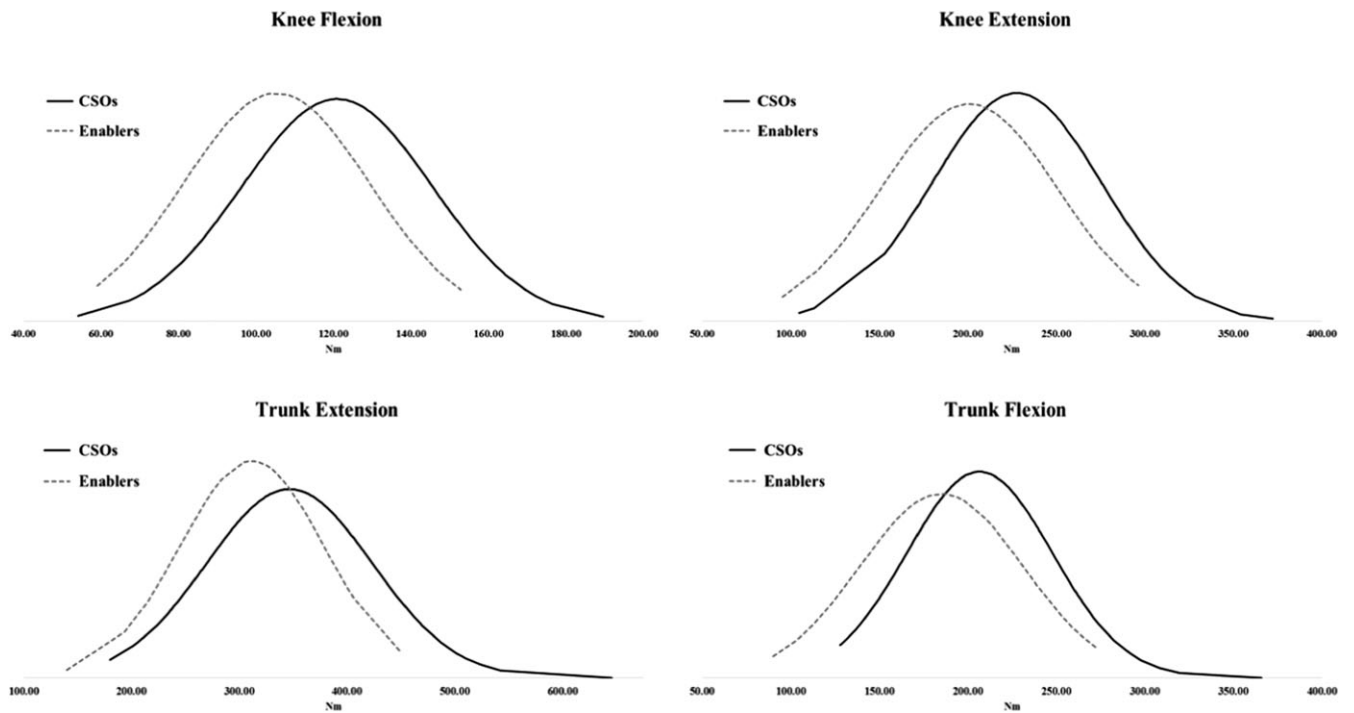 Knee Flexion
CSOs
Enablers
40.00 60.00 80.00 100.00 120.00 140.00 160.00 180.00 200.00
Nm
Knee Extension
CSOs
Enablers
50.00 100.00 150.00 200.00 250.00 300.00 350.00 400.00
Nm
Trunk Extension
CSOs
Enablers
100.00 200.00 300.00 400.00 500.00 600.00
Nm
Trunk Flexion
CSOs
Enablers
50.00 100.00 150.00 200.00 250.00 300.00 350.00 400.00
Nm